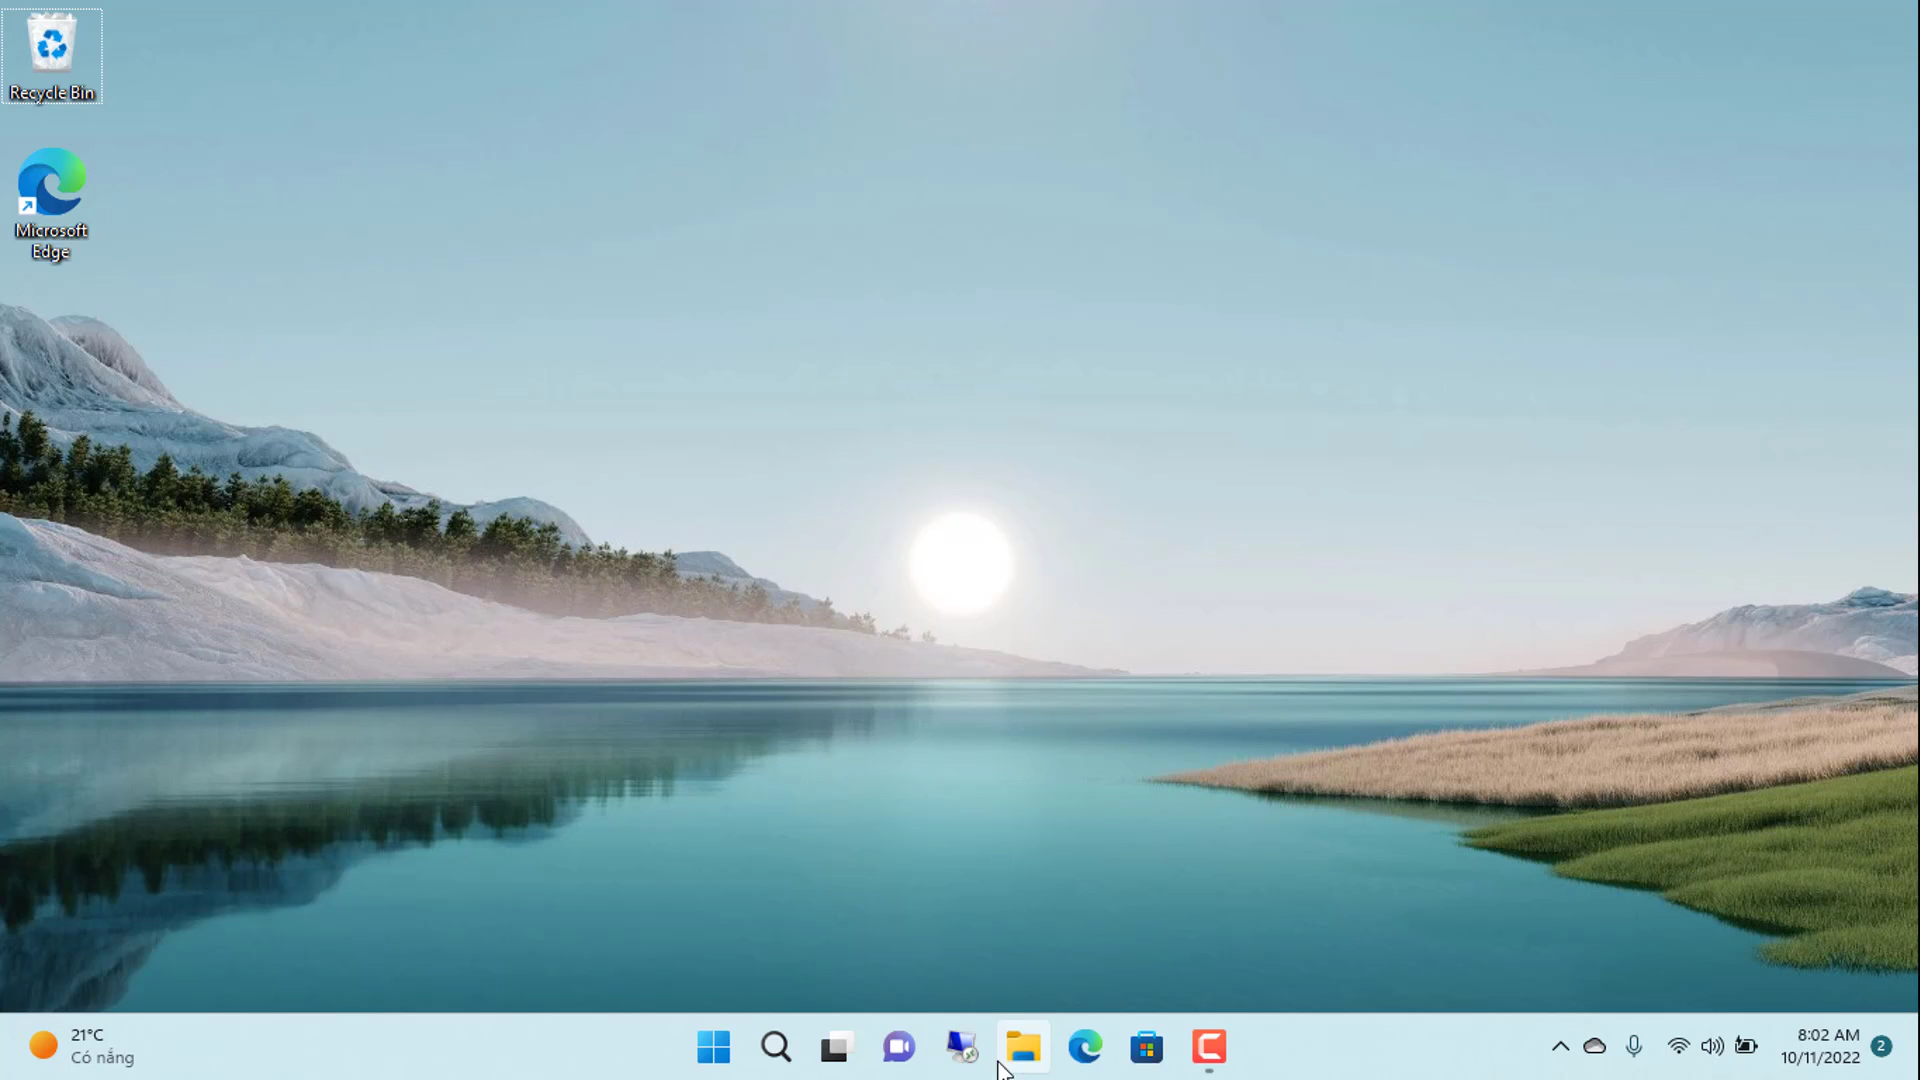 Recycle Bin
Microsoft
Edge
21°C
Có nắng
8:02 AM
10/11/2022
2